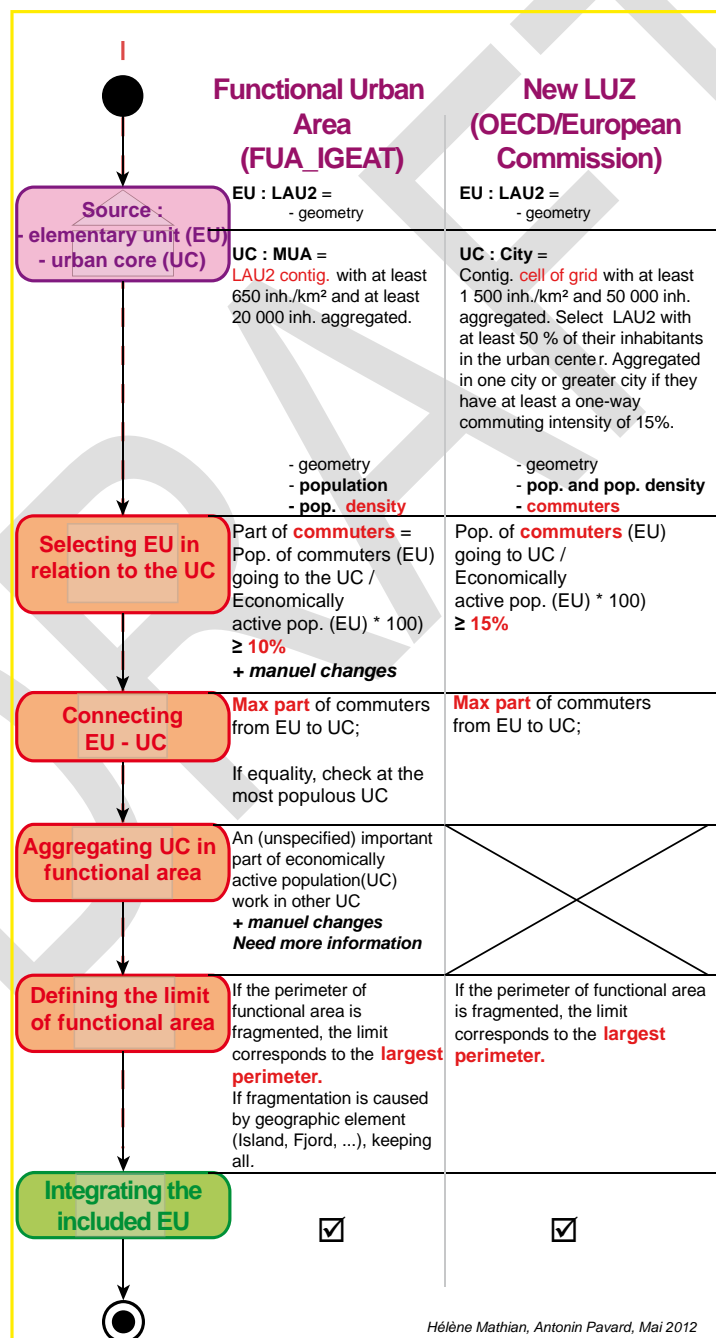 Functional Urban
Area
(FUA_IGEAT)
New LUZ
(OECD/European
Commission)
Source :
- elementary unit (EU)
- urban core (UC)
EU : LAU2 =
- geometry
EU : LAU2 =
- geometry
UC : MUA =
LAU2 contig. with at least
650 inh./km² and at least
20 000 inh. aggregated.
- geometry
- population
- pop. density
UC : City =
Contig. cell of grid with at least
1 500 inh./km² and 50 000 inh.
aggregated. Select LAU2 with
at least 50 % of their inhabitants
in the urban center. Aggregated
in one city or greater city if they
have at least a one-way
commuting intensity of 15%.
- geometry
- pop. and pop. density
- commuters
Selecting EU in
relation to the UC
Part of commuters =
Pop. of commuters (EU)
going to the UC /
Economically
active pop. (EU) * 100)
≥ 10%
+ manuel changes
Pop. of commuters (EU)
going to UC /
Economically
active pop. (EU) * 100)
≥ 15%
Connecting
EU - UC
Max part of commuters
from EU to UC;
If equality, check at the
most populous UC
Max part of commuters
from EU to UC;
Aggregating UC in
functional area
An (unspecified) important
part of economically
active population(UC)
work in other UC
+ manuel changes
Need more information
Defining the limit
of functional area
If the perimeter of
functional area is
fragmented, the limit
corresponds to the largest
perimeter.
If fragmentation is caused
by geographic element
(Island, Fjord, ...), keeping
all.
If the perimeter of functional area
is fragmented, the limit
corresponds to the largest
perimeter.
Integrating the
included EU
Hélène Mathian, Antonin Pavard, Mai 2012
DRAFT